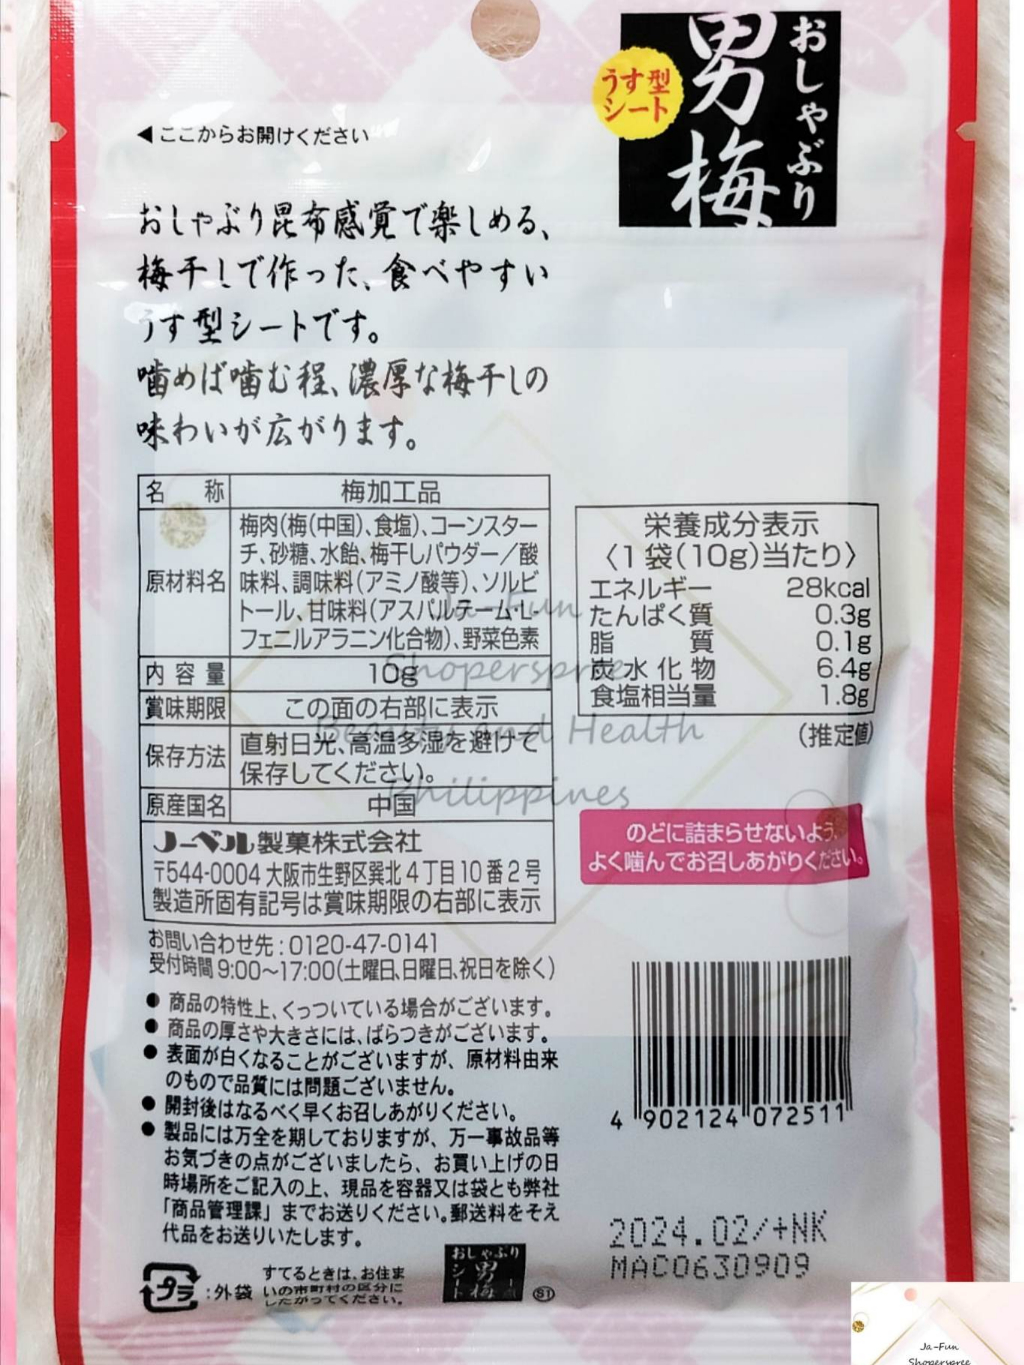 おしゃぶり
男梅
うす型
シート
◀ここからお開けください
おしゃぶり昆布感覚で楽しめる、
梅干しで作った、食べやすい
うす型シートです。
噛めば噛む程、濃厚な梅干しの
味わいが広がります。
名 称 梅加工品
原材料名
梅肉(梅(中国)、食塩)、コーンスター
チ、砂糖、水飴、梅干しパウダー/酸
味料、調味料(アミノ酸等)、ソルビ
トール、甘味料(アスパルテーム・L-
フェニルアラニン化合物)、野菜色素
内容量 10g
賞味期限 この面の右部に表示
保存方法
直射日光、高温多湿を避けて
保存してください。
原産国名 中国
ノーベル製菓株式会社
〒544-0004 大阪市生野区巽北4丁目10番2号
製造所固有記号は賞味期限の右部に表示
お問い合わせ先:0120-47-0141
受付時間 9:00~17:00(土曜日、日曜日、祝日を除く)
● 商品の特性上、くっついている場合がございます。
● 商品の厚さや大きさには、ばらつきがございます。
● 表面が白くなることがございますが、原材料由来
のもので品質には問題ございません。
● 開封後はなるべく早くお召しあがりください。
● 製品には万全を期しておりますが、万一事故品等
お気づきの点がございましたら、お買い上げの日
時場所をご記入の上、現品を容器又は袋とも弊社
「商品管理課」までお送りください。郵送料をそえ
代品をお送りいたします。
プラ
:外袋
すてるときは、お住ま
いの市町村の区分に
したがってください。
おしゃぶり
男梅
シート
S1
栄養成分表示
〈1袋(10g)当たり〉
エネルギー 28kcal
たんぱく質 0.3g
脂質 0.1g
炭水化物 6.4g
食塩相当量 1.8g
(推定値)
のどに詰まらせないよう、
よく噛んでお召しあがりください。
4 902124 072511
2024.02/+NK
MAC0630909
Ja-Fun
Shoperspree
Beauty and Health
Philippines
Ja-Fun
Shoperspree